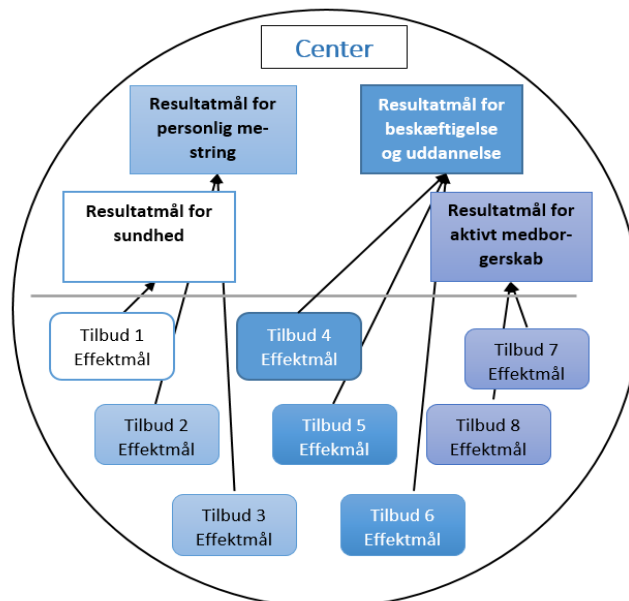 Center
Resultatmål for
personlig me-
string
Resultatmål for
beskæftigelse
og uddannelse
Resultatmål for
sundhed
Resultatmål for
aktivt medbor-
gerskab
Tilbud 1
Effektmål
Tilbud 4
Effektmål
Tilbud 7
Effektmål
Tilbud 2
Effektmål
Tilbud 5
Effekmål
Tilbud 8
Effektmål
Tilbud 3
Effektmål
Tilbud 6
Effektmål